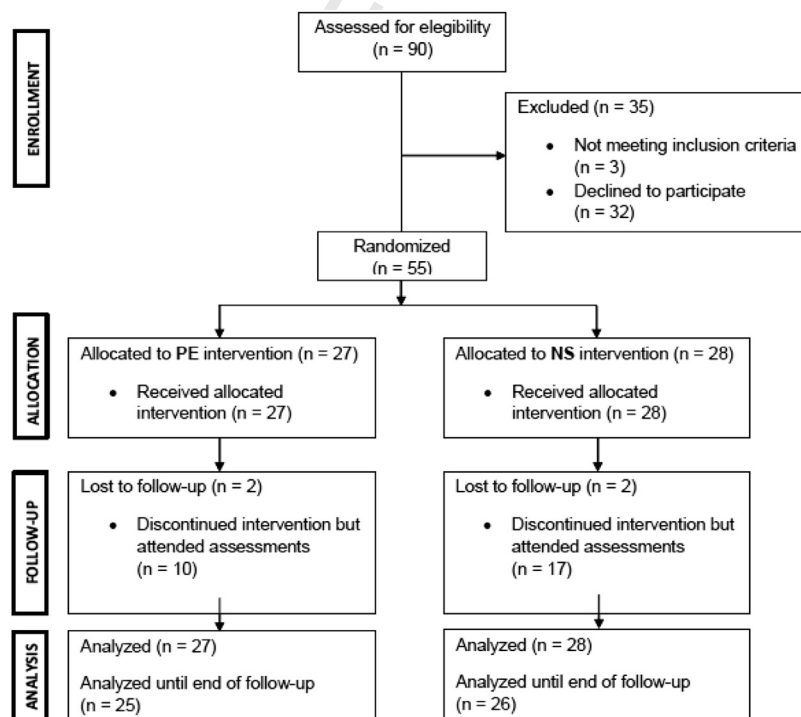 Assessed for elegibility
(n = 90)
ENROLLMENT
Excluded (n = 35)
• Not meeting inclusion criteria
(n = 3)
• Declined to participate
(n = 32)
Randomized
(n = 55)
ALLOCATION
Allocated to PE intervention (n = 27)
• Received allocated
intervention (n = 27)
Allocated to NS intervention (n = 28)
• Received allocated
intervention (n = 28)
FOLLOW-UP
Lost to follow-up (n = 2)
• Discontinued intervention but
attended assessments
(n = 10)
Lost to follow-up (n = 2)
• Discontinued intervention but
attended assessments
(n = 17)
ANALYSIS
Analyzed (n = 27)
Analyzed until end of follow-up
(n = 25)
Analyzed (n = 28)
Analyzed until end of follow-up
(n = 26)